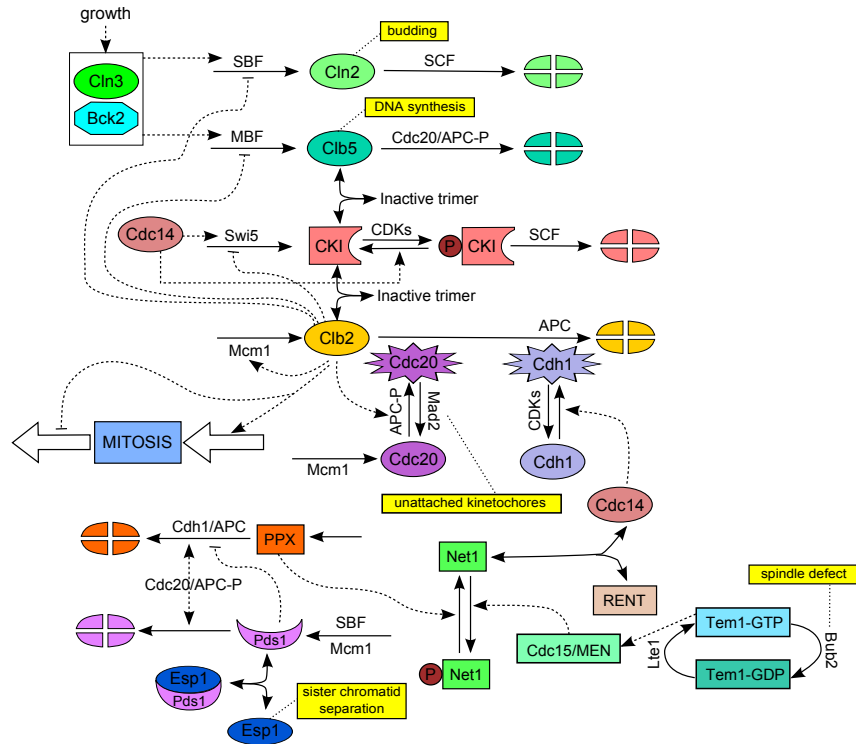 growth
budding
SBF
SCF
Cln3
Cln2
Bck2
DNA synthesis
MBF
Cdc20/APC-P
Clb5
Inactive trimer
Cdc14
Swi5
CDKs
CKI
P
CKI
SCF
Inactive trimer
Clb2
APC
Mcm1
Cdc20
Cdh1
APC-P
Mad2
CDKs
MITOSIS
Mcm1
Cdc20
Cdh1
unattached kinetochores
Cdc14
Cdh1/APC
PPX
Net1
RENT
spindle defect
Cdc20/APC-P
SBF
Pds1
Mcm1
Cdc15/MEN
Lte1
Tem1-GTP
Bub2
Tem1-GDP
P
Net1
Esp1
Pds1
sister chromatid
separation
Esp1